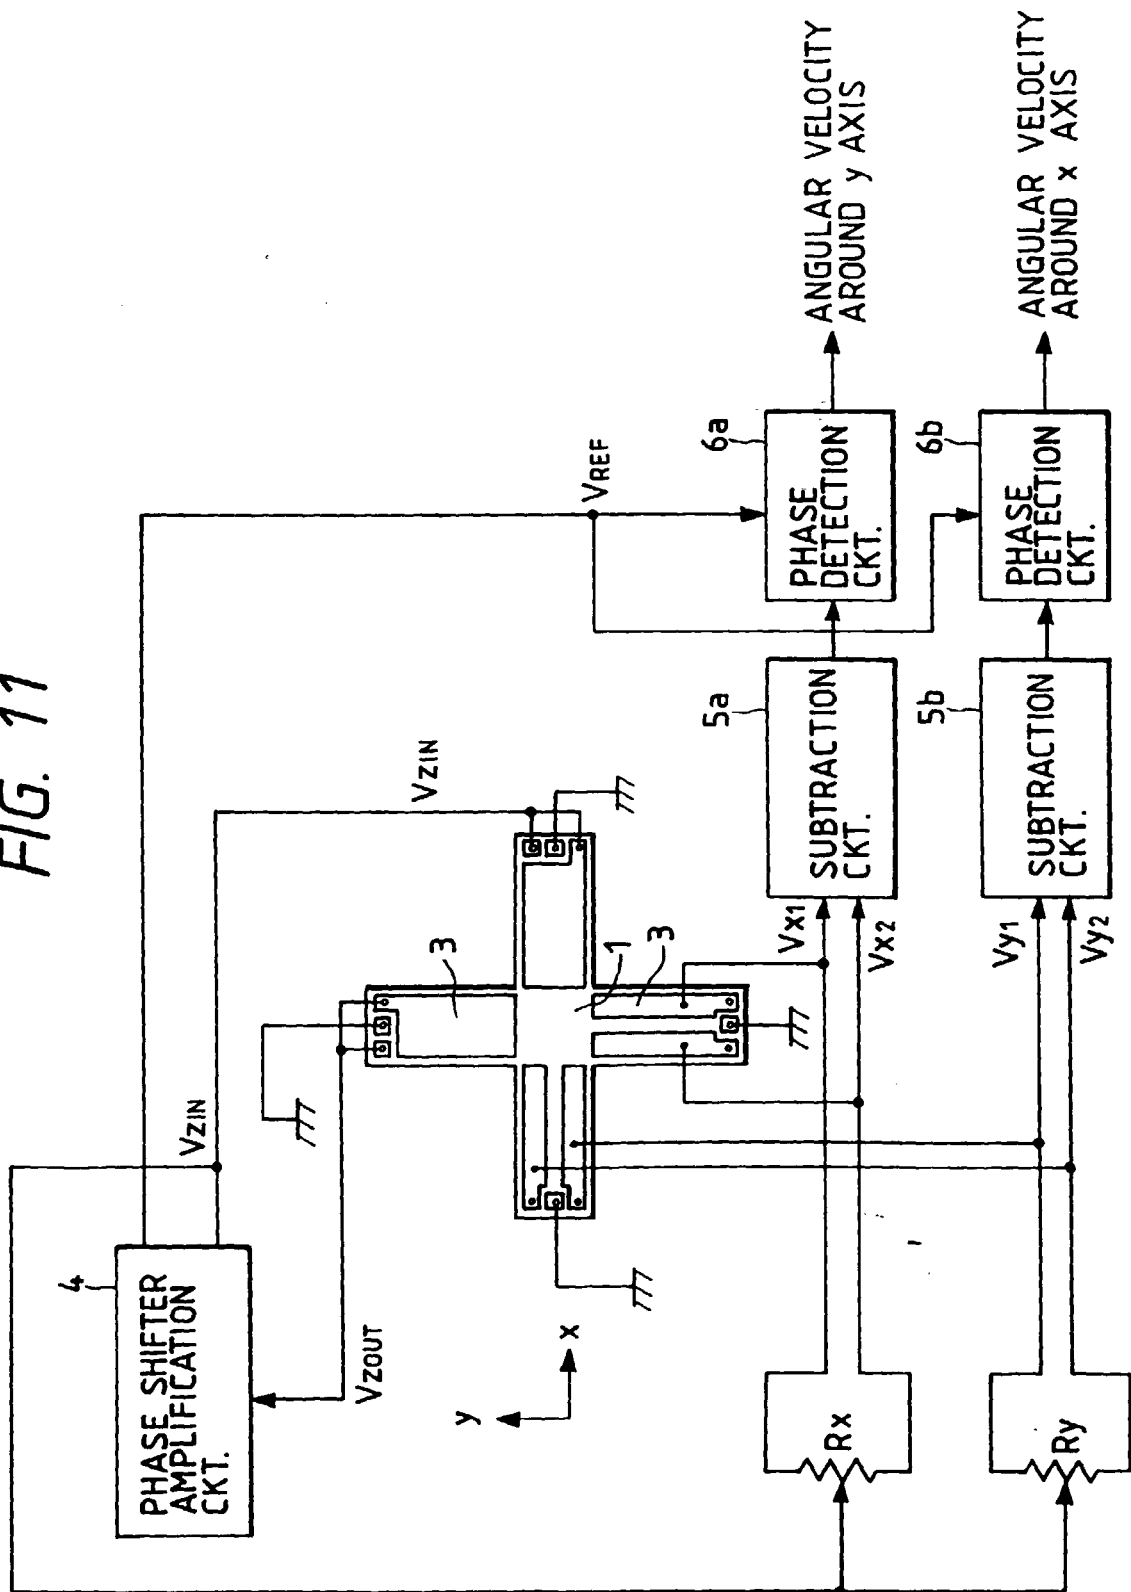 FIG. 11
4
PHASE SHIFTER
AMPLIFICATION
CKT.
VZIN
VZIN
VZOUT
VREF
y
x
3
1
3
Vx1
Vx2
Vy1
Vy2
Rx
Ry
5a
SUBTRACTION
CKT.
5b
SUBTRACTION
CKT.
6a
PHASE
DETECTION
CKT.
6b
PHASE
DETECTION
CKT.
ANGULAR VELOCITY
AROUND y AXIS
ANGULAR VELOCITY
AROUND x AXIS